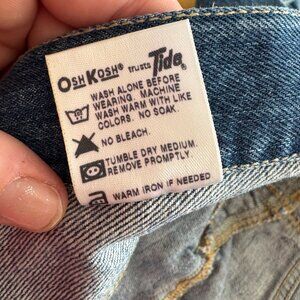 OSHKOSH® trusts Tide®
WASH ALONE BEFORE
WEARING. MACHINE
WASH WARM WITH LIKE
COLORS. NO SOAK.
NO BLEACH.
TUMBLE DRY MEDIUM.
REMOVE PROMPTLY.
WARM IRON IF NEEDED